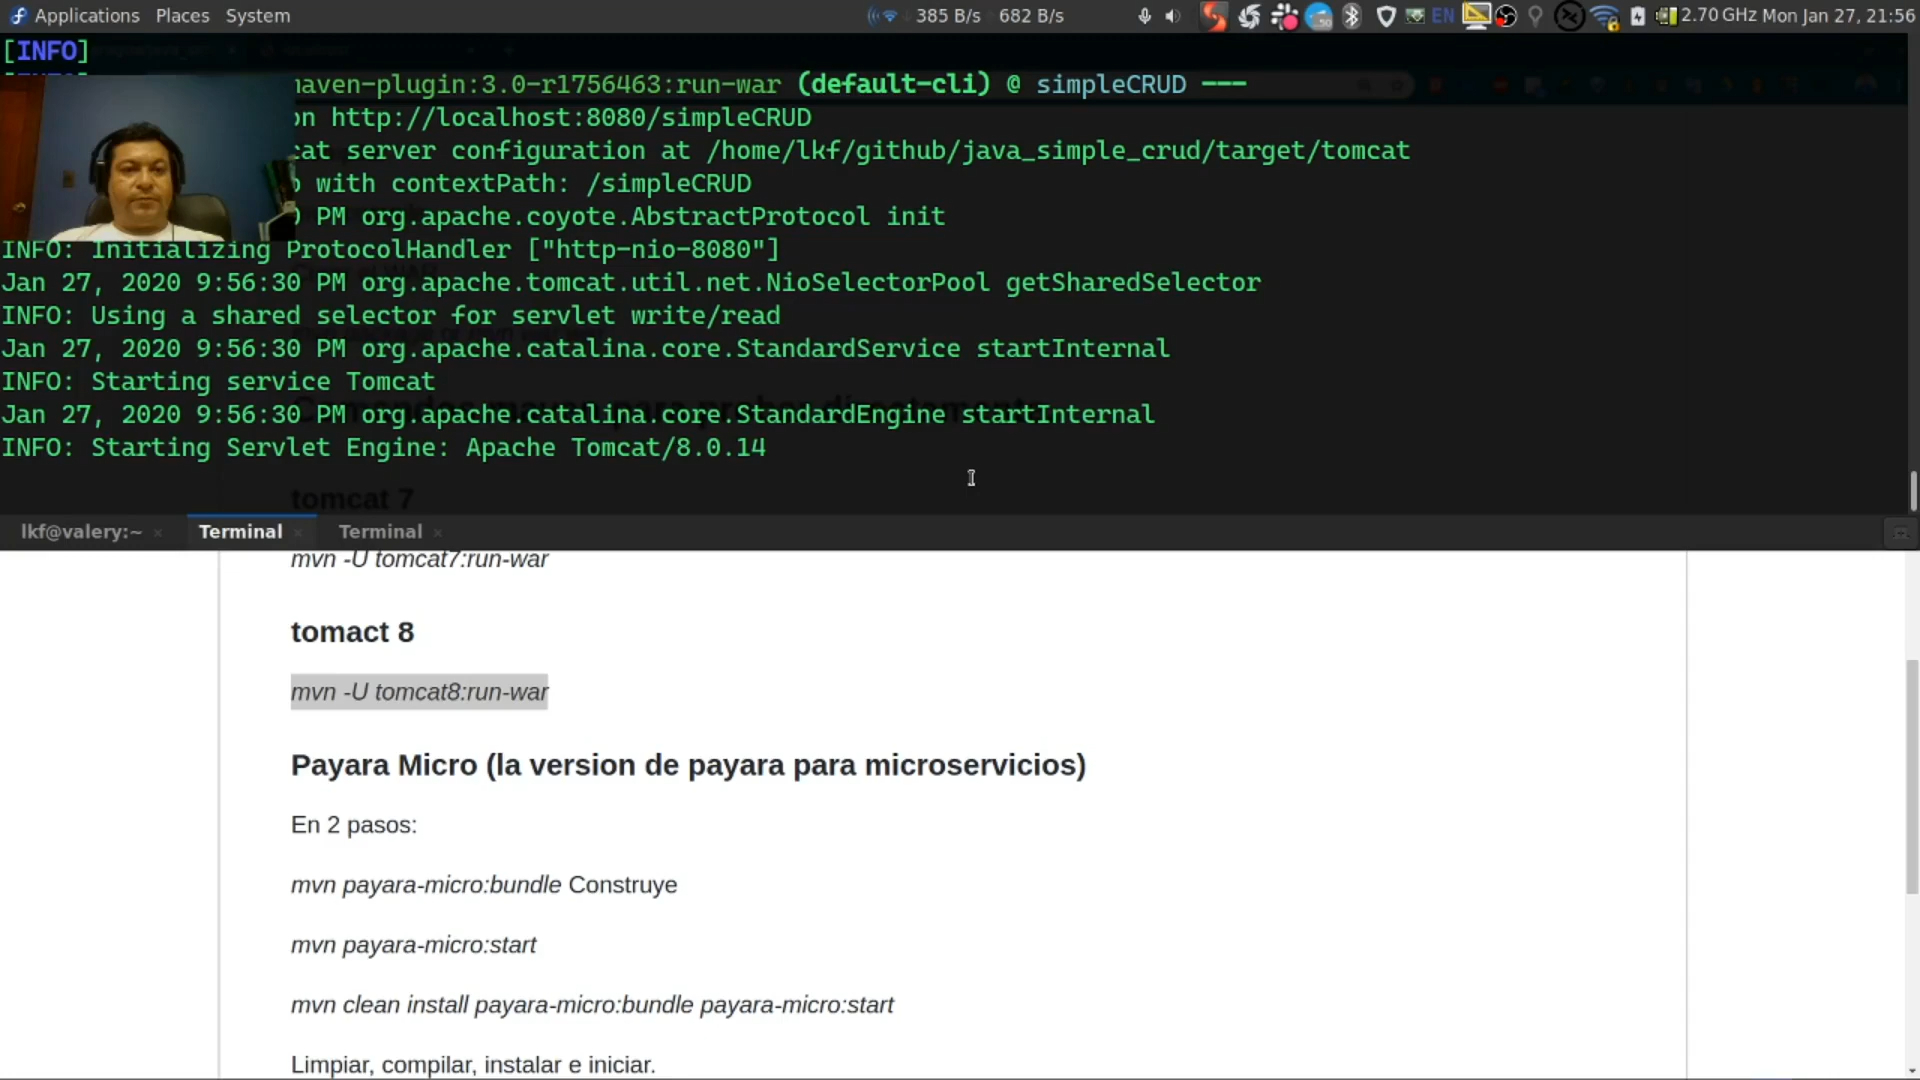 Applications Places System 385 B/s 682 B/s EN 2.70 GHz Mon Jan 27, 21:56
[INFO]
maven-plugin:3.0-r1756463:run-war (default-cli) @ simpleCRUD ---
on http://localhost:8080/simpleCRUD
cat server configuration at /home/lkf/github/java_simple_crud/target/tomcat
with contextPath: /simpleCRUD
PM org.apache.coyote.AbstractProtocol init
INFO: Initializing ProtocolHandler ["http-nio-8080"]
Jan 27, 2020 9:56:30 PM org.apache.tomcat.util.net.NioSelectorPool getSharedSelector
INFO: Using a shared selector for servlet write/read
Jan 27, 2020 9:56:30 PM org.apache.catalina.core.StandardService startInternal
INFO: Starting service Tomcat
Jan 27, 2020 9:56:30 PM org.apache.catalina.core.StandardEngine startInternal
INFO: Starting Servlet Engine: Apache Tomcat/8.0.14
tomcat 7
lkf@valery:~ Terminal Terminal
mvn -U tomcat7:run-war
tomact 8
mvn -U tomcat8:run-war
Payara Micro (la version de payara para microservicios)
En 2 pasos:
mvn payara-micro:bundle Construye
mvn payara-micro:start
mvn clean install payara-micro:bundle payara-micro:start
Limpiar, compilar, instalar e iniciar.